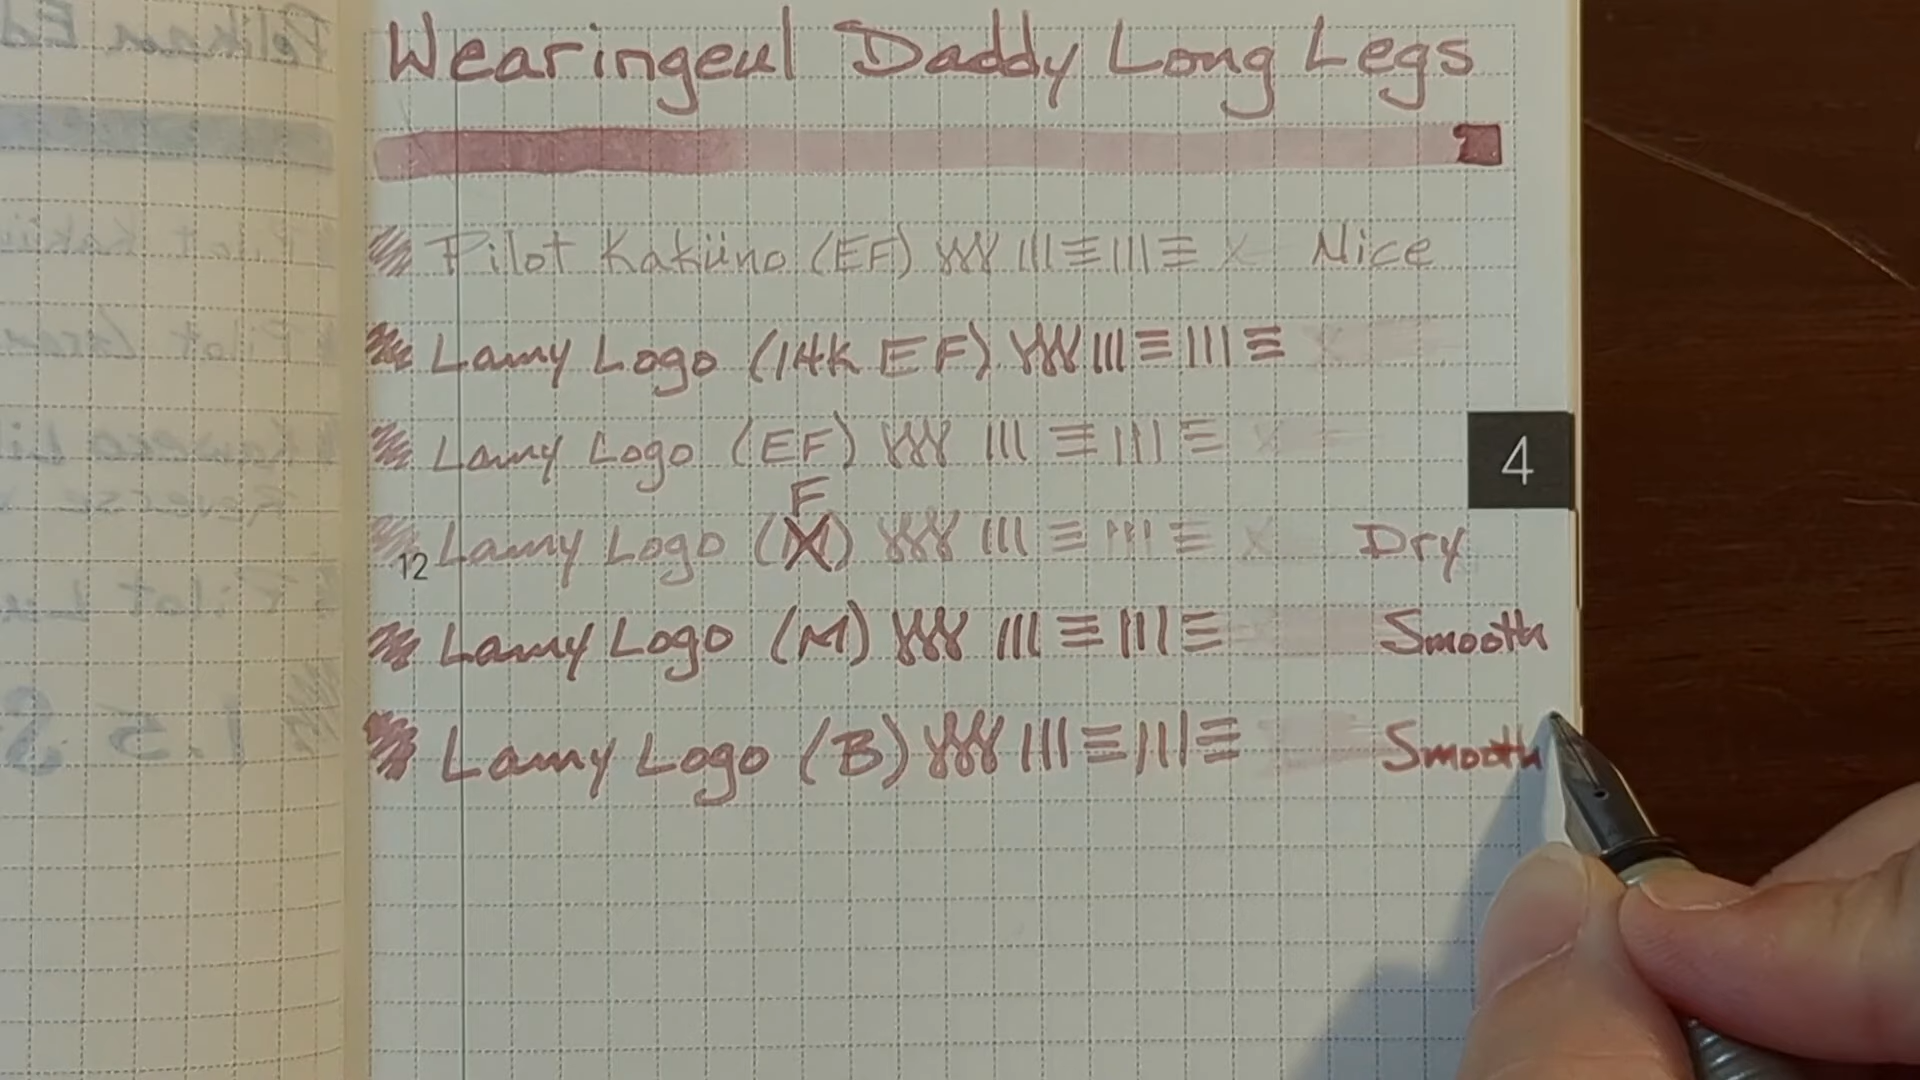 Wearingeul Daddy Long Legs
Pilot Kaküno (EF) Nice
Lamy Logo (14K EF)
4
Lamy Logo (EF)
F
Lamy Logo (M) Dry
12
Lamy Logo (M) Smooth
Lamy Logo (B) Smooth